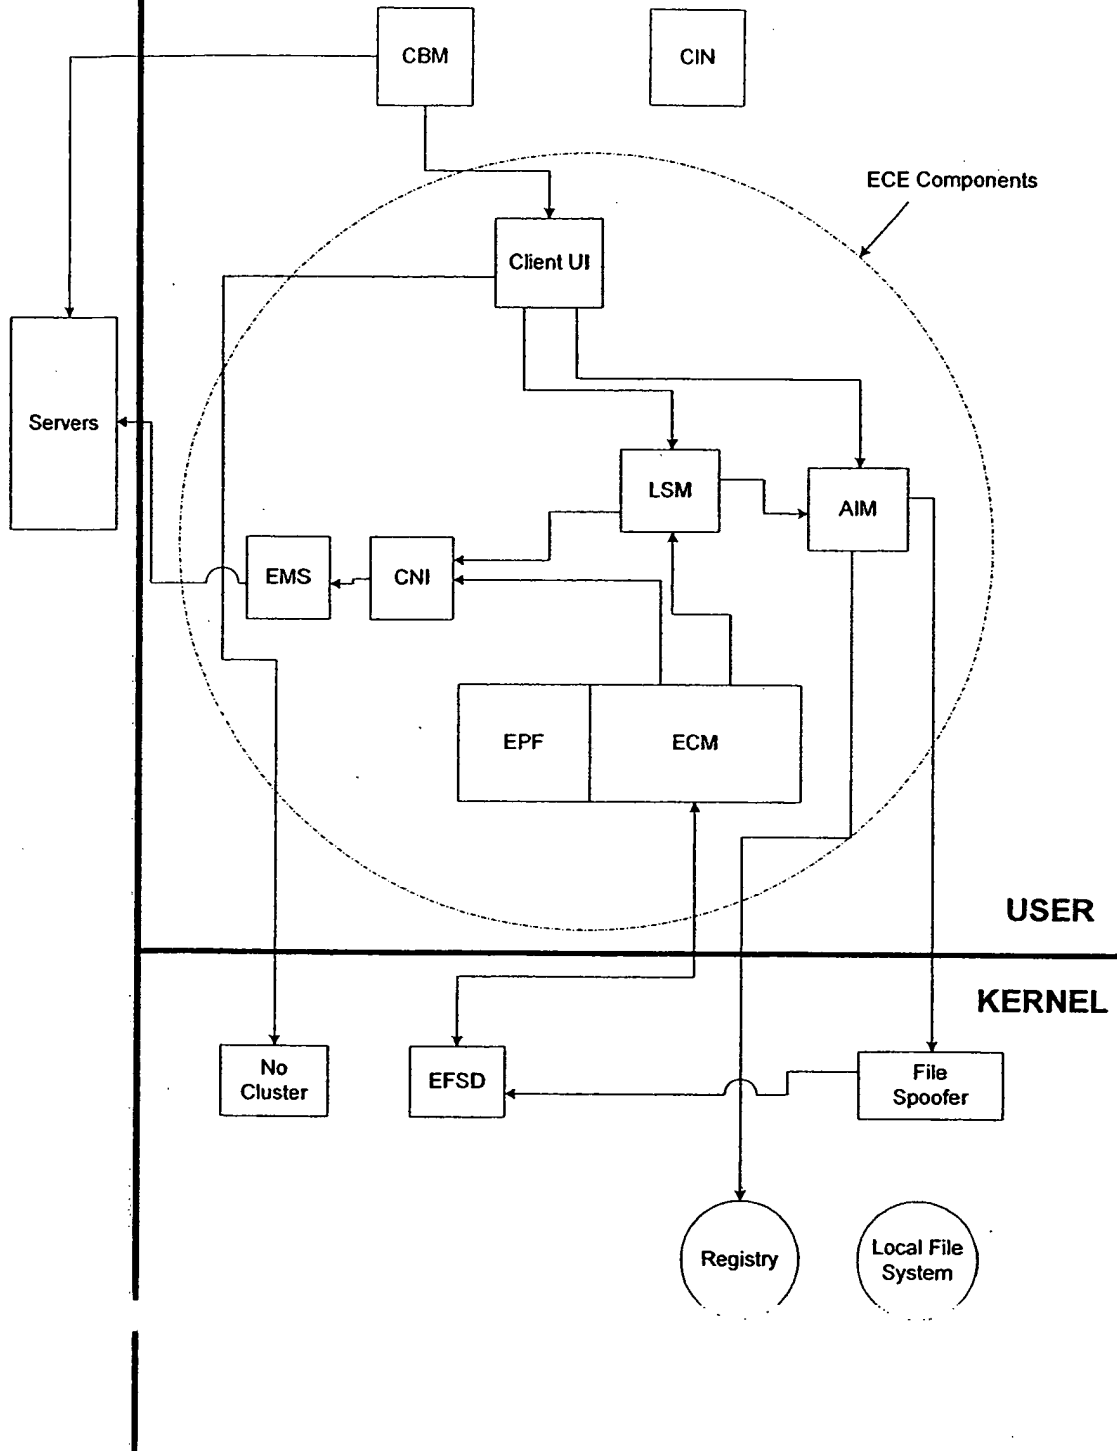 CBM
CIN
ECE Components
Client UI
Servers
LSM
AIM
EMS
CNI
EPF
ECM
USER
KERNEL
No
Cluster
EFSD
File
Spoofer
Registry
Local File
System